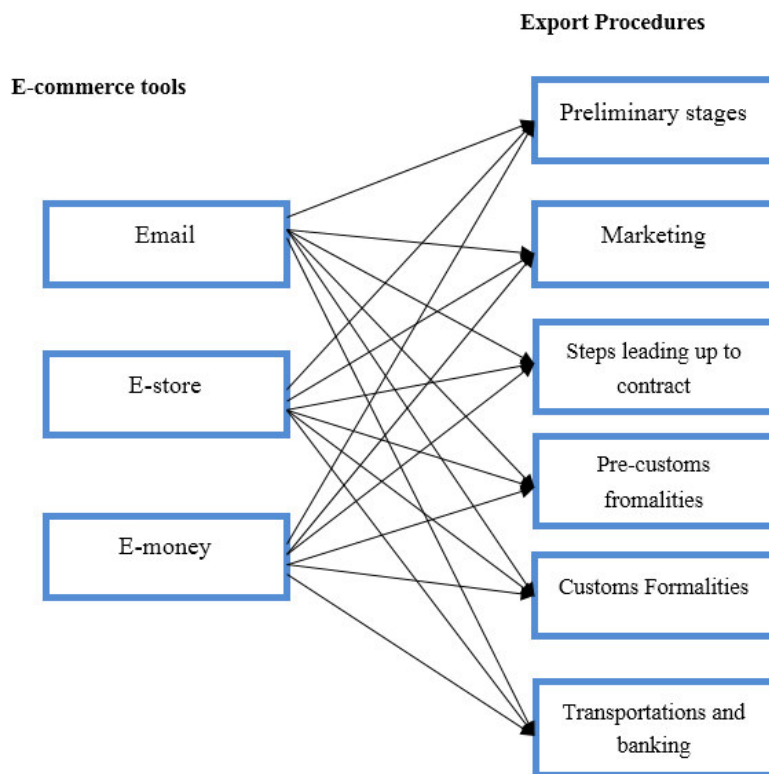 Export Procedures
E-commerce tools
Preliminary stages
Email
Marketing
E-store
Steps leading up to
contract
Pre-customs
fromalities
E-money
Customs Formalities
Transportations and
banking